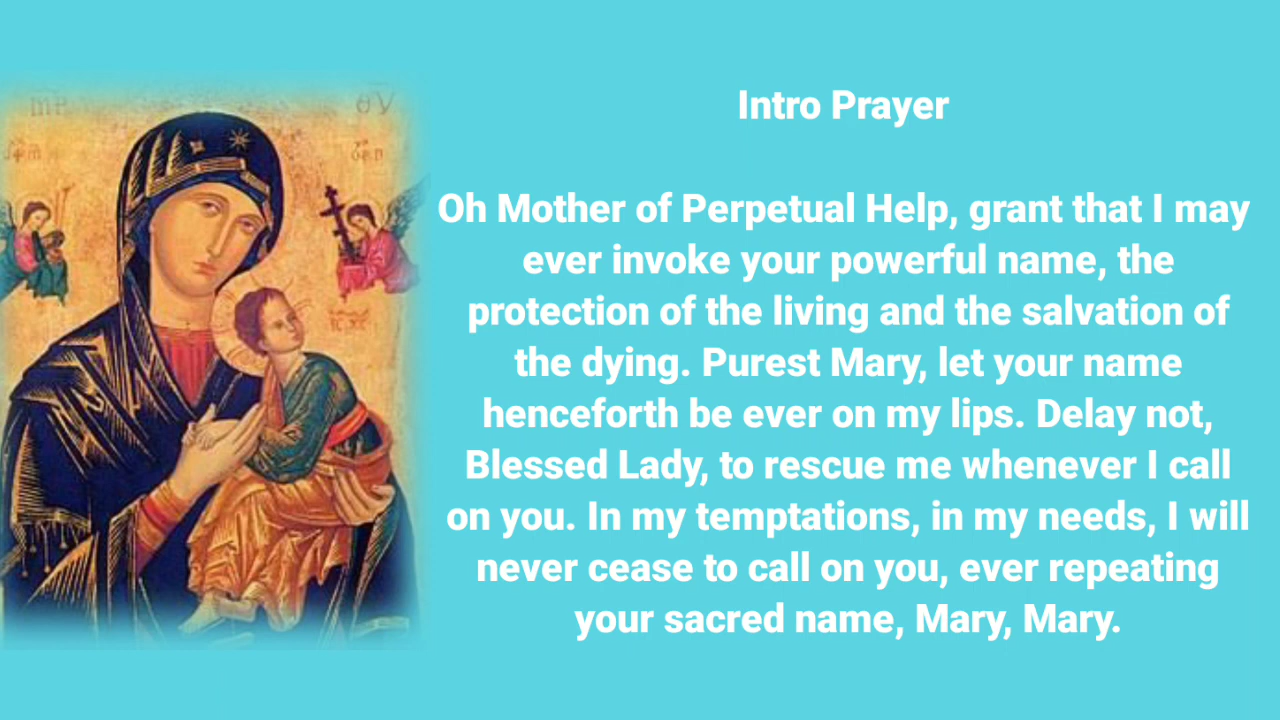 Intro Prayer
Oh Mother of Perpetual Help, grant that I may
ever invoke your powerful name, the
protection of the living and the salvation of
the dying. Purest Mary, let your name
henceforth be ever on my lips. Delay not,
Blessed Lady, to rescue me whenever I call
on you. In my temptations, in my needs, I will
never cease to call on you, ever repeating
your sacred name, Mary, Mary.